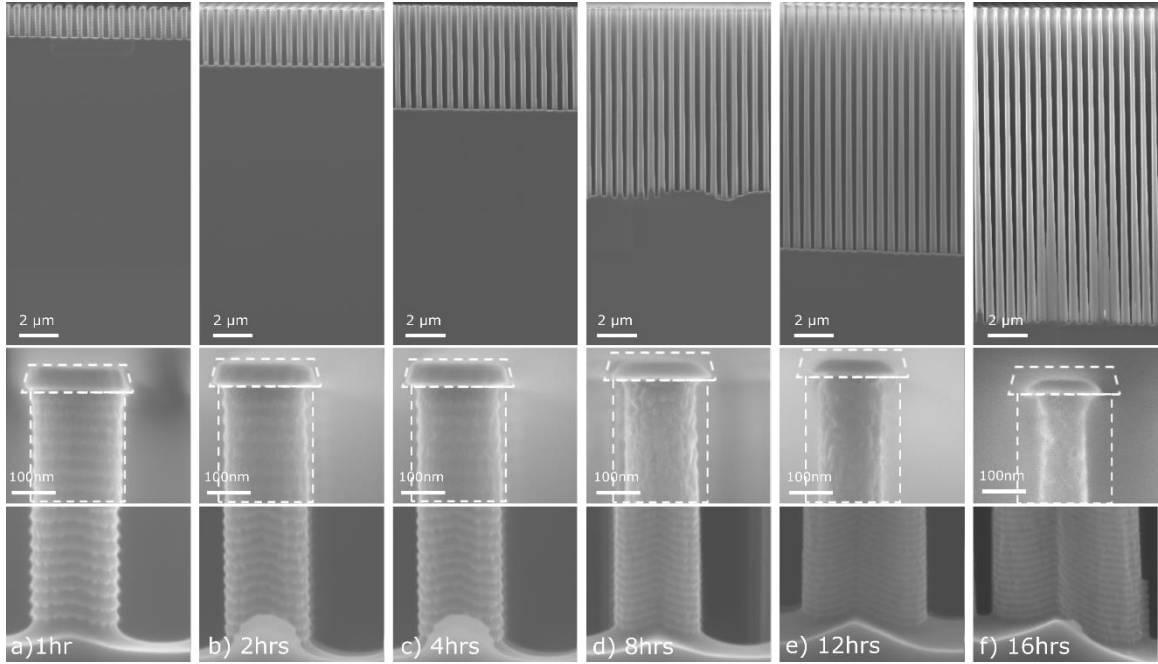 2 μm
2 μm
2 μm
2 μm
2 μm
2 μm
100nm
100nm
100nm
100nm
100nm
100nm
a)1hr
b) 2hrs
c) 4hrs
d) 8hrs
e) 12hrs
f) 16hrs